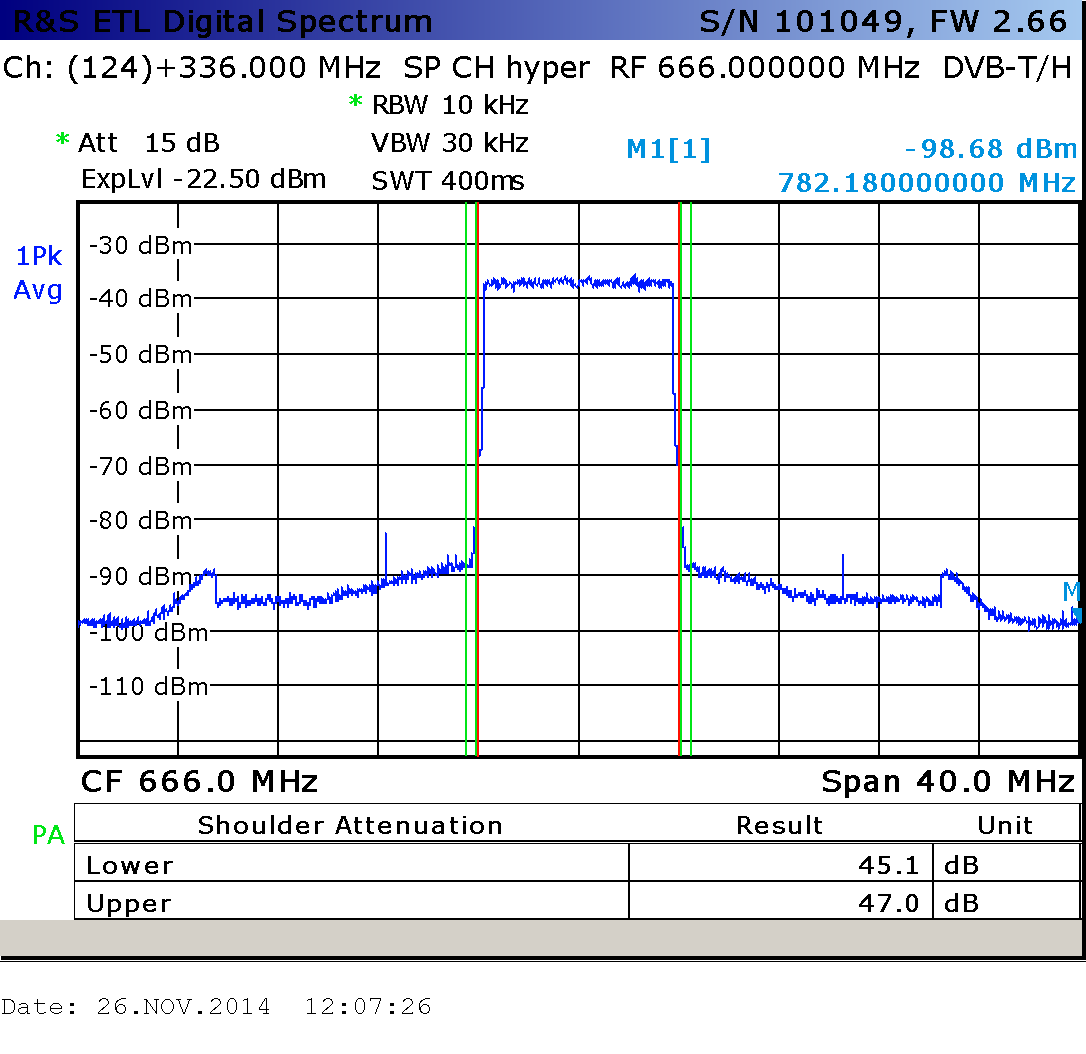 R&S ETL Digital Spectrum S/N 101049, FW 2.66
Ch: (124)+336.000 MHz SP CH hyper RF 666.000000 MHz DVB-T/H
* RBW 10 kHz
* Att 15 dB VBW 30 kHz M1[1] -98.68 dBm
ExpLvl -22.50 dBm SWT 400ms 782.180000000 MHz
1Pk
Avg
-30 dBm
-40 dBm
-50 dBm
-60 dBm
-70 dBm
-80 dBm
-90 dBm
M
-100 dBm
-110 dBm
CF 666.0 MHz Span 40.0 MHz
PA
Shoulder Attenuation Result Unit
Lower 45.1 dB
Upper 47.0 dB
Date: 26.NOV.2014 12:07:26